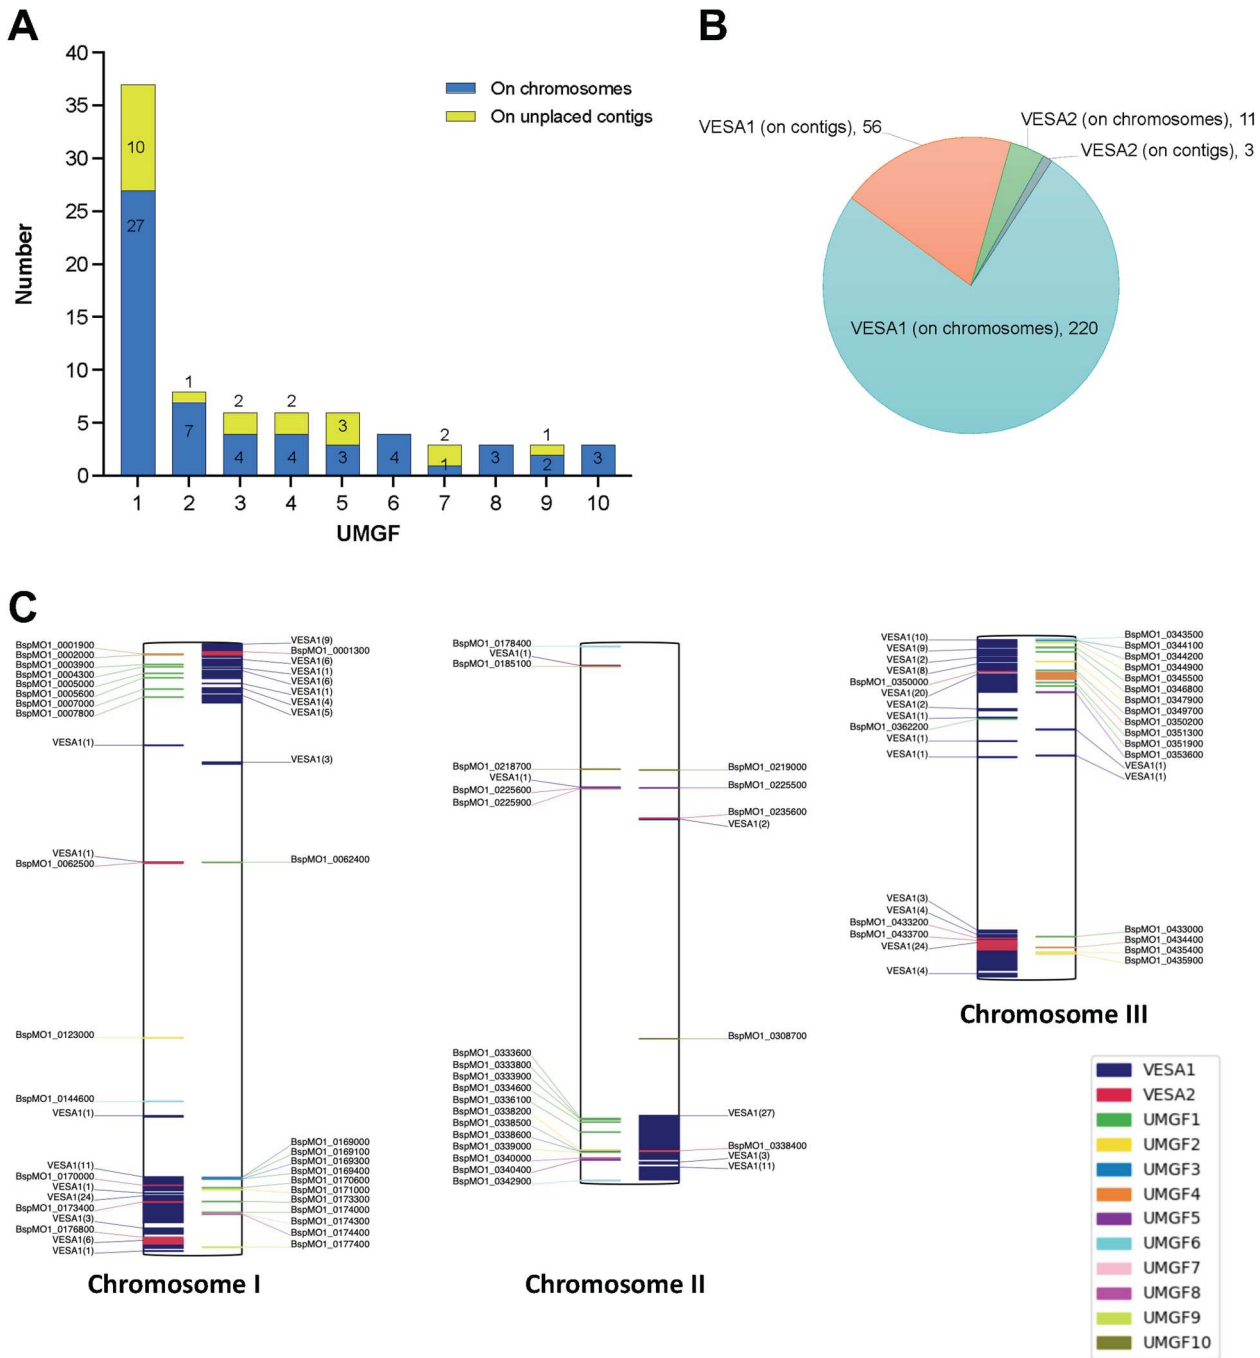 A
40
35
30
25
20
15
10
5
0
Number
On chromosomes
On unplaced contigs
10
27
1
7
2
4
2
4
3
3
4
2
1
3
1
2
3
1 2 3 4 5 6 7 8 9 10
UMGF
B
VESA1 (on contigs), 56
VESA2 (on chromosomes), 11
VESA2 (on contigs), 3
VESA1 (on chromosomes), 220
C
BspMO1_0001900
BspMO1_0002000
BspMO1_0003900
BspMO1_0004300
BspMO1_0005000
BspMO1_0005600
BspMO1_0007000
BspMO1_0007800
VESA1(1)
VESA1(1)
BspMO1_0062500
BspMO1_0123000
BspMO1_0144600
VESA1(1)
VESA1(11)
BspMO1_0170000
VESA1(1)
VESA1(24)
BspMO1_0173400
VESA1(3)
BspMO1_0176800
VESA1(6)
VESA1(1)
VESA1(9)
BspMO1_0001300
VESA1(6)
VESA1(1)
VESA1(6)
VESA1(1)
VESA1(4)
VESA1(5)
VESA1(3)
BspMO1_0062400
BspMO1_0169000
BspMO1_0169100
BspMO1_0169300
BspMO1_0169400
BspMO1_0170600
BspMO1_0171000
BspMO1_0173300
BspMO1_0174000
BspMO1_0174300
BspMO1_0174400
BspMO1_0177400
Chromosome I
BspMO1_0178400
VESA1(1)
BspMO1_0185100
BspMO1_0218700
VESA1(1)
BspMO1_0225600
BspMO1_0225900
BspMO1_0333600
BspMO1_0333800
BspMO1_0333900
BspMO1_0334600
BspMO1_0336100
BspMO1_0338200
BspMO1_0338500
BspMO1_0338600
BspMO1_0339000
BspMO1_0340000
BspMO1_0340400
BspMO1_0342900
BspMO1_0219000
BspMO1_0225500
BspMO1_0235600
VESA1(2)
BspMO1_0308700
VESA1(27)
BspMO1_0338400
VESA1(3)
VESA1(11)
Chromosome II
VESA1(10)
VESA1(9)
VESA1(2)
VESA1(8)
BspMO1_0350000
VESA1(20)
VESA1(2)
VESA1(1)
BspMO1_0362200
VESA1(1)
VESA1(1)
VESA1(3)
VESA1(4)
BspMO1_0433200
BspMO1_0433700
VESA1(24)
VESA1(4)
BspMO1_0343500
BspMO1_0344100
BspMO1_0344200
BspMO1_0344900
BspMO1_0345500
BspMO1_0346800
BspMO1_0347900
BspMO1_0349700
BspMO1_0350200
BspMO1_0351300
BspMO1_0351900
BspMO1_0353600
VESA1(1)
VESA1(1)
BspMO1_0433000
BspMO1_0434400
BspMO1_0435400
BspMO1_0435900
Chromosome III
VESA1
VESA2
UMGF1
UMGF2
UMGF3
UMGF4
UMGF5
UMGF6
UMGF7
UMGF8
UMGF9
UMGF10